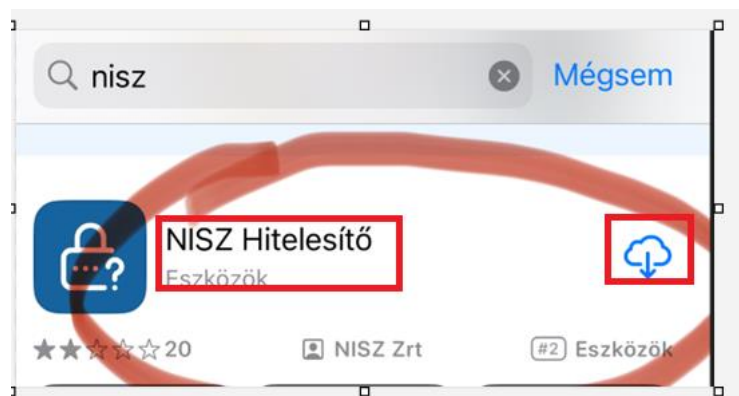 nisz
Mégsem
NISZ Hitelesítő
Eszközök
20
NISZ Zrt
#2 Eszközök